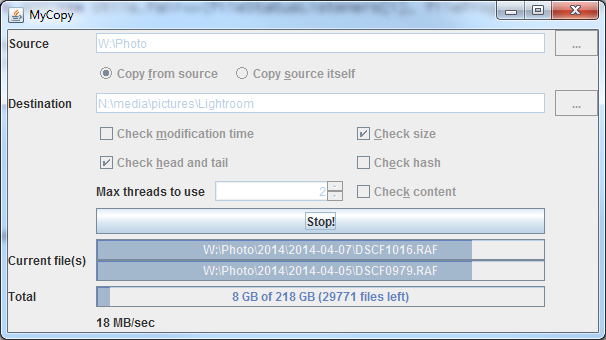 MyCopy
Source W:\Photo ...
Copy from source Copy source itself
Destination N:\media\pictures\Lightroom ...
Check modification time Check size
Check head and tail Check hash
Max threads to use 2 Check content
Stop!
W:\Photo\2014\2014-04-07\DSCF1016.RAF
Current file(s)
W:\Photo\2014\2014-04-05\DSCF0979.RAF
Total 8 GB of 218 GB (29771 files left)
18 MB/sec